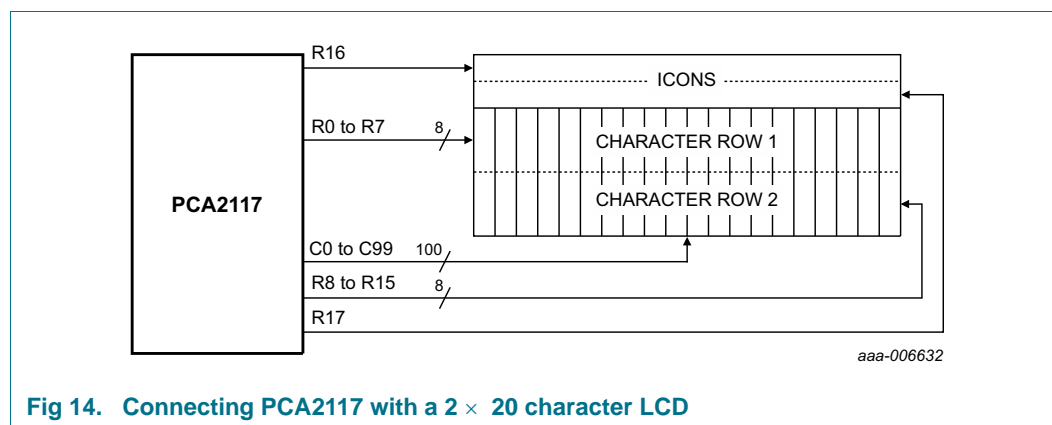 R16
ICONS
R0 to R7 8
CHARACTER ROW 1
PCA2117
CHARACTER ROW 2
C0 to C99 100
R8 to R15 8
R17
aaa-006632
Fig 14. Connecting PCA2117 with a 2 × 20 character LCD